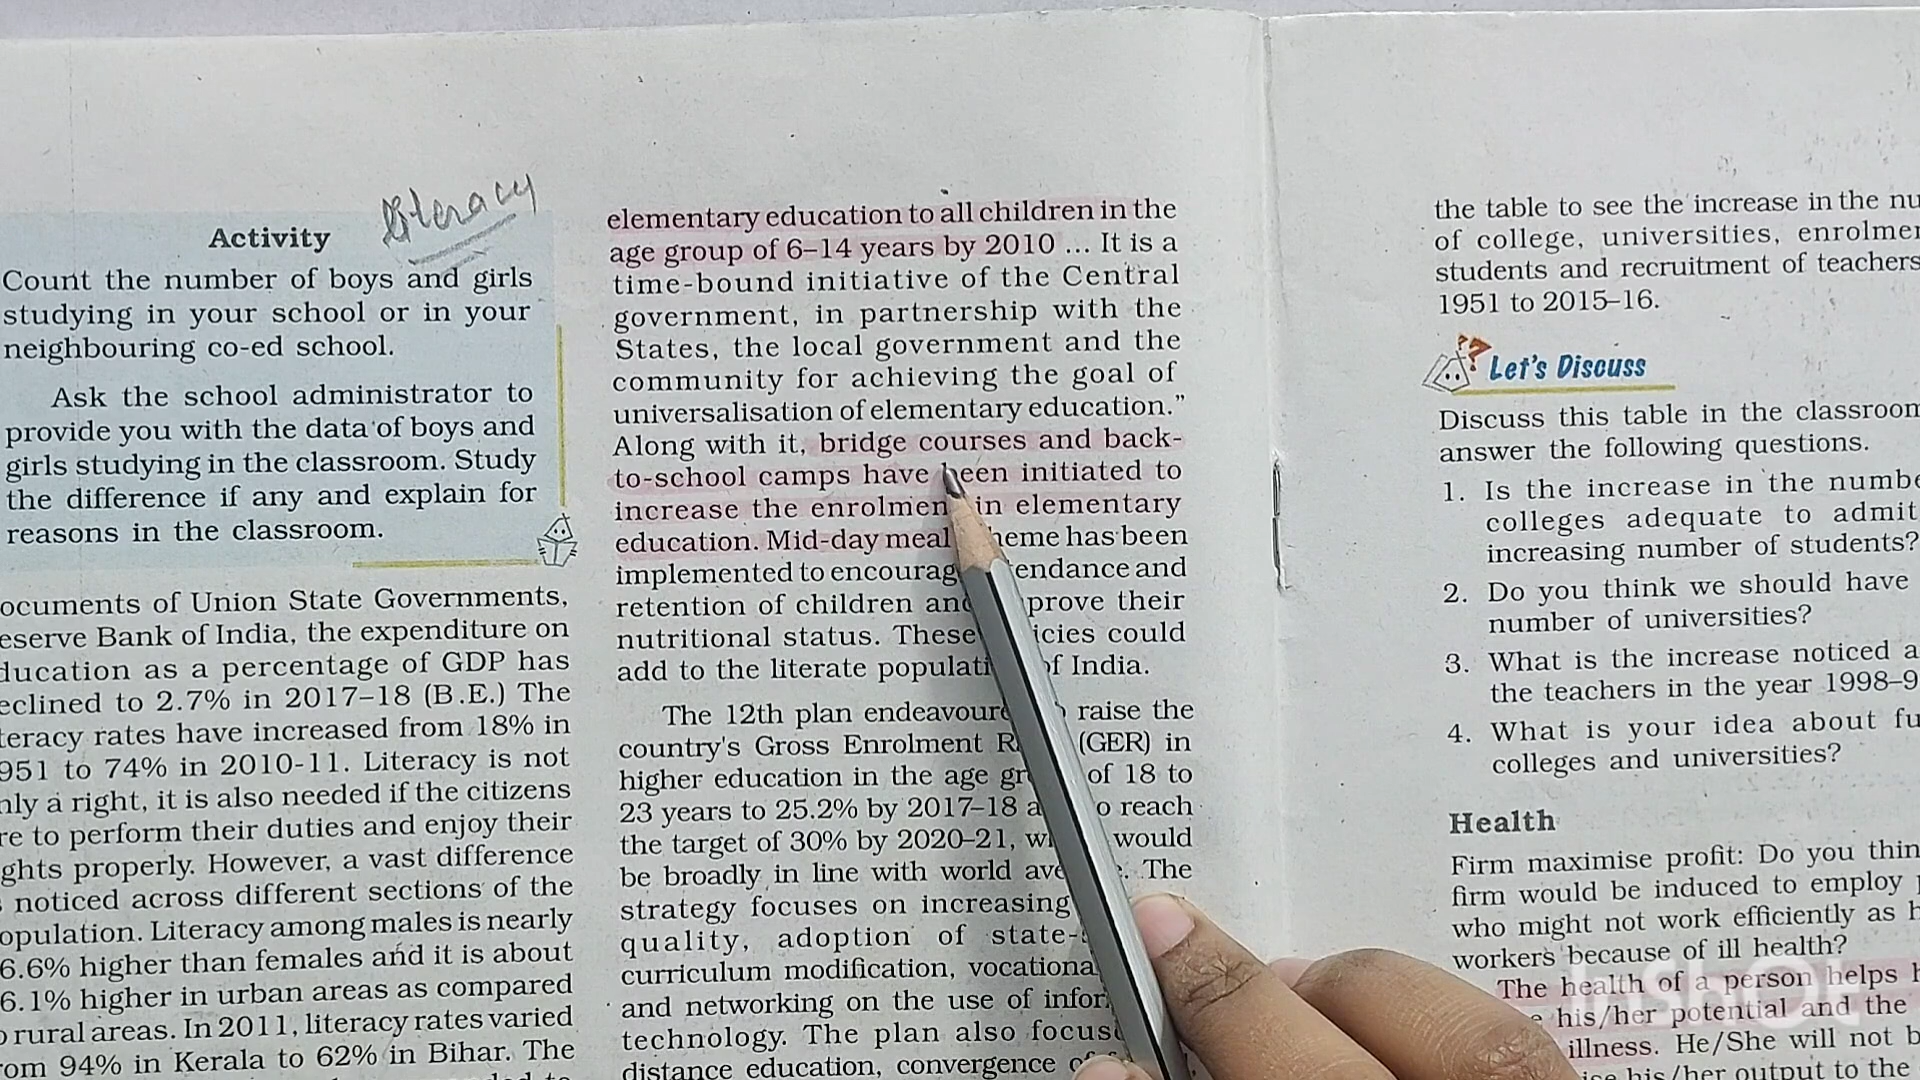 literacy
Activity
Count the number of boys and girls
studying in your school or in your
neighbouring co-ed school.
Ask the school administrator to
provide you with the data of boys and
girls studying in the classroom. Study
the difference if any and explain for
reasons in the classroom.
ocuments of Union State Governments,
eserve Bank of India, the expenditure on
ducation as a percentage of GDP has
eclined to 2.7% in 2017–18 (B.E.) The
teracy rates have increased from 18% in
951 to 74% in 2010-11. Literacy is not
nly a right, it is also needed if the citizens
re to perform their duties and enjoy their
ghts properly. However, a vast difference
noticed across different sections of the
opulation. Literacy among males is nearly
6.6% higher than females and it is about
6.1% higher in urban areas as compared
rural areas. In 2011, literacy rates varied
rom 94% in Kerala to 62% in Bihar. The
elementary education to all children in the
age group of 6–14 years by 2010 ... It is a
time-bound initiative of the Central
government, in partnership with the
States, the local government and the
community for achieving the goal of
universalisation of elementary education.”
Along with it, bridge courses and back-
to-school camps have been initiated to
increase the enrolmen in elementary
education. Mid-day meal heme has been
implemented to encourag endance and
retention of children and prove their
nutritional status. These icies could
add to the literate populati of India.
The 12th plan endeavoure raise the
country's Gross Enrolment R (GER) in
higher education in the age gr of 18 to
23 years to 25.2% by 2017–18 a o reach
the target of 30% by 2020–21, w would
be broadly in line with world ave . The
strategy focuses on increasing
quality, adoption of state-
curriculum modification, vocationa
and networking on the use of infor
technology. The plan also focus
distance education, convergence of
the table to see the increase in the nu
of college, universities, enrolmen
students and recruitment of teachers
1951 to 2015–16.
Let's Discuss
Discuss this table in the classroom
answer the following questions.
1. Is the increase in the numbe
colleges adequate to admit
increasing number of students?
2. Do you think we should have
number of universities?
3. What is the increase noticed a
the teachers in the year 1998–9
4. What is your idea about fu
colleges and universities?
Health
Firm maximise profit: Do you thin
firm would be induced to employ p
who might not work efficiently as h
workers because of ill health?
The health of a person helps h
his/her potential and the
illness. He/She will not b
his/her output to the
InShOt